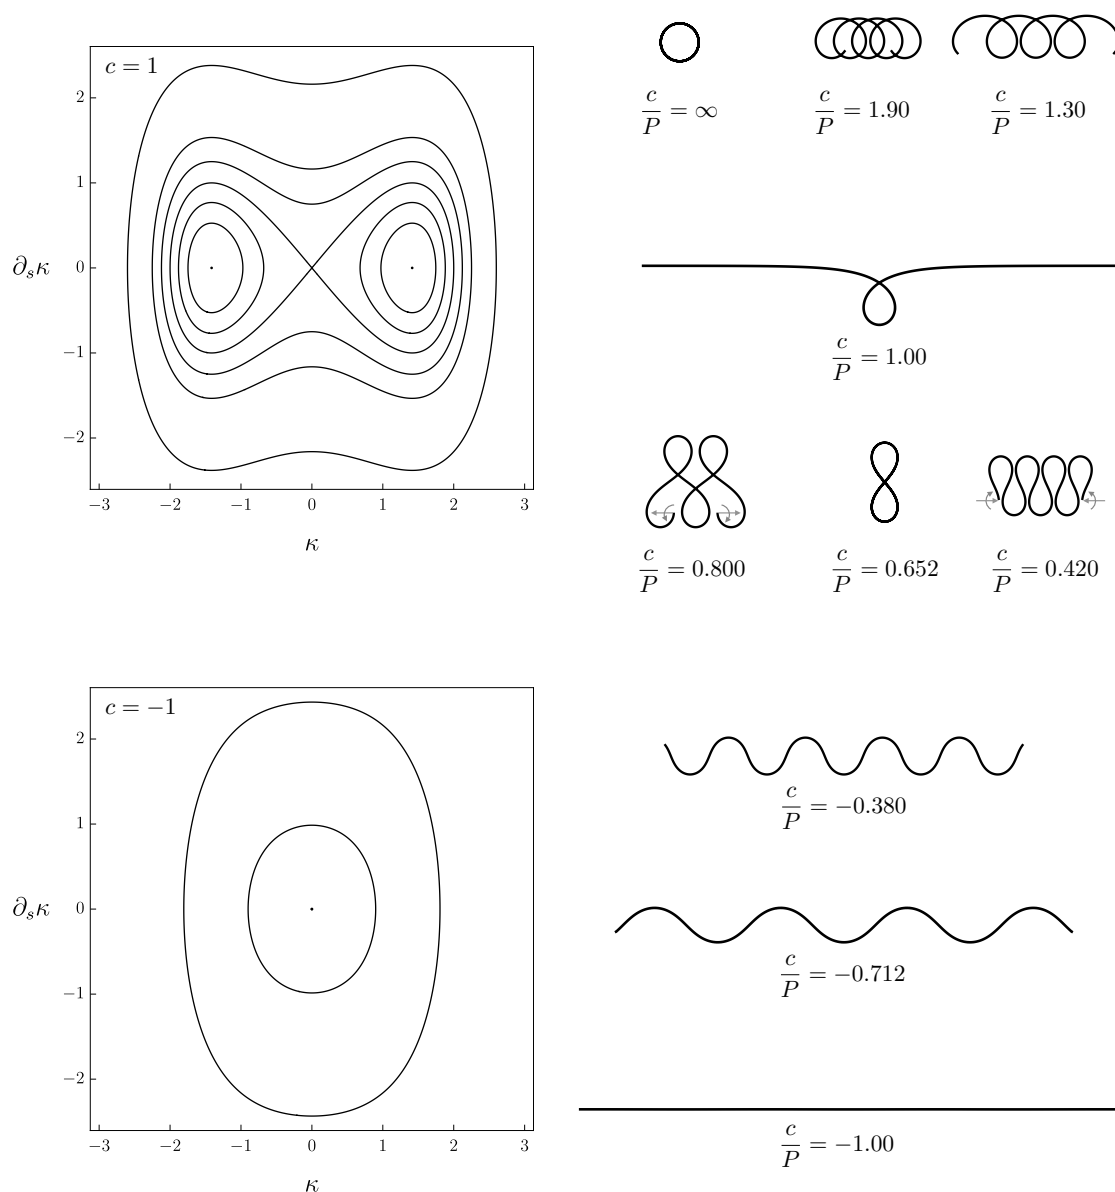 c = 1
2
1
0
−1
−2
∂ₛκ
−3 −2 −1 0 1 2 3
κ
c/P = ∞
c/P = 1.90
c/P = 1.30
c/P = 1.00
c/P = 0.800
c/P = 0.652
c/P = 0.420
c = −1
2
1
0
−1
−2
∂ₛκ
−3 −2 −1 0 1 2 3
κ
c/P = −0.380
c/P = −0.712
c/P = −1.00